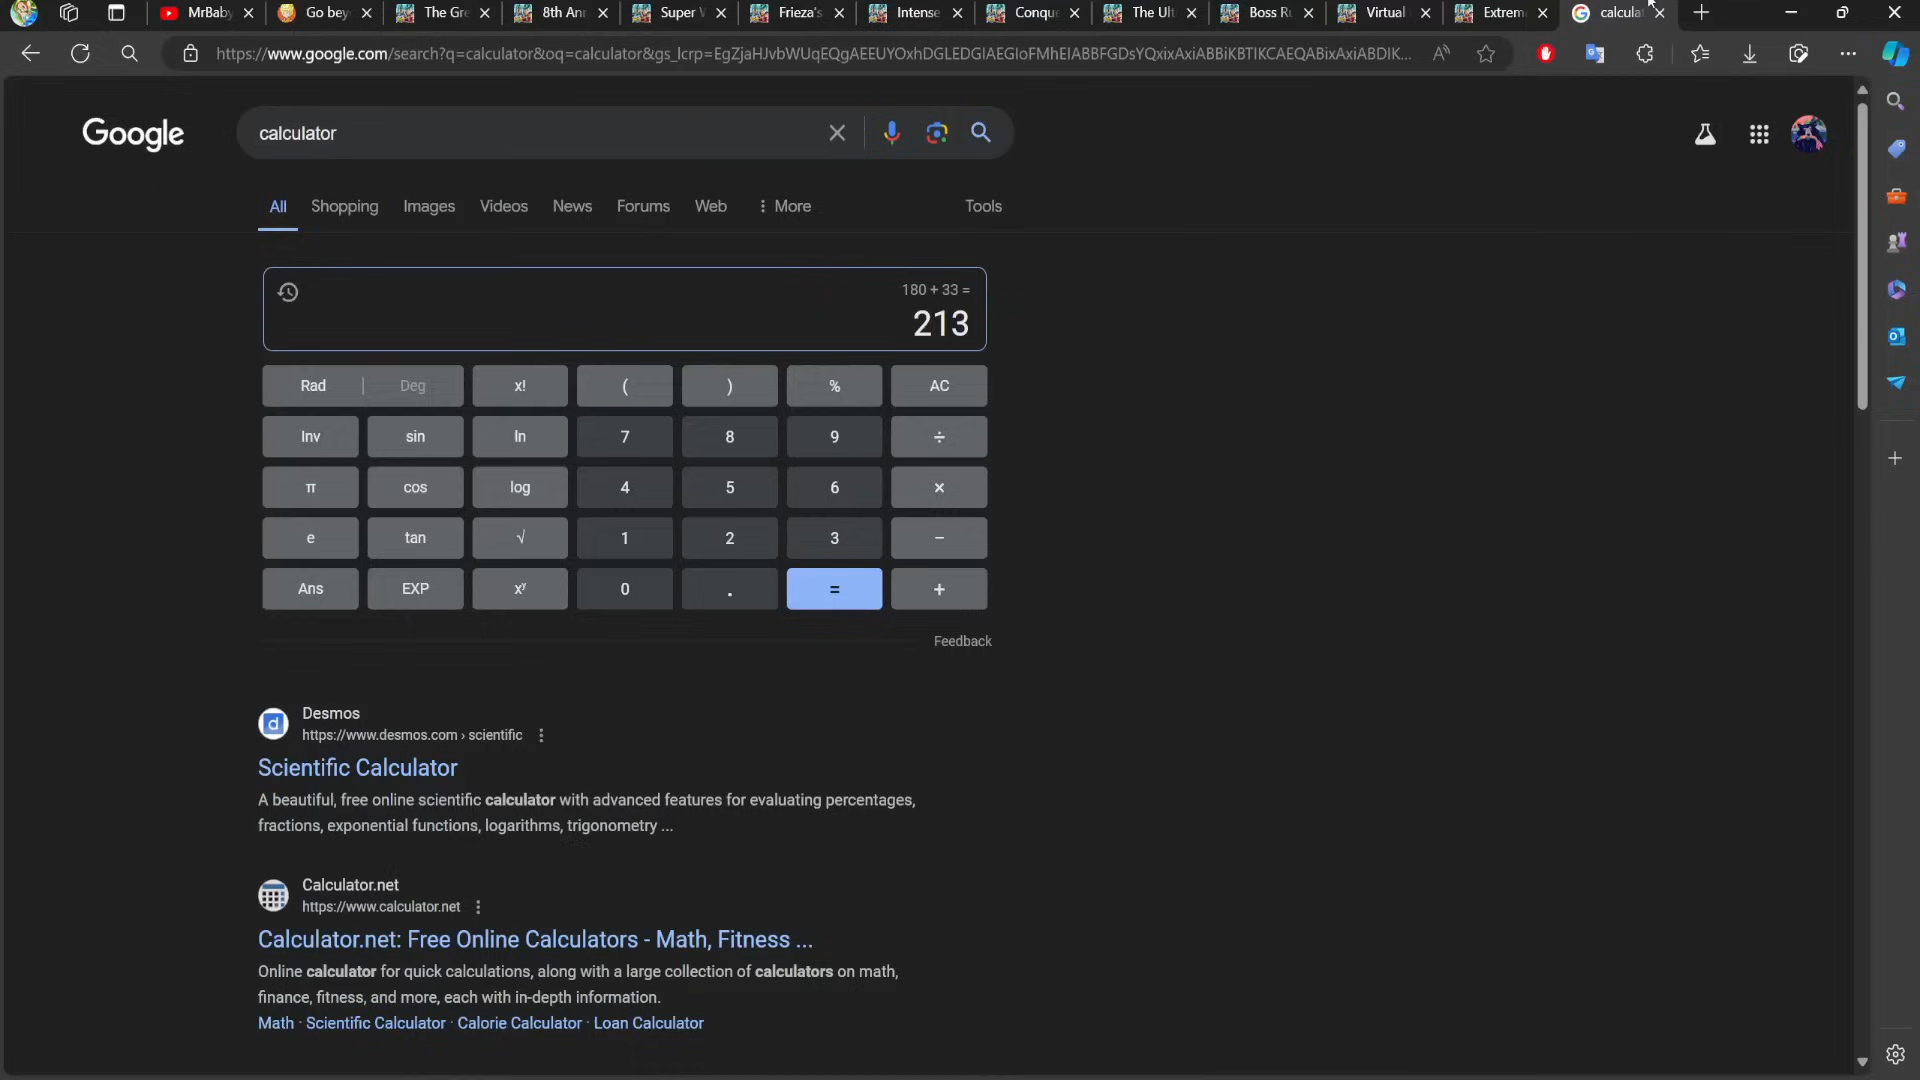 MrBaby
Go bey
The Gre
8th Ann
Super W
Frieza's
Intense
Conqu
The Ult
Boss Ru
Virtual
Extrem
calcula
https://www.google.com/search?q=calculator&oq=calculator&gs_lcrp=EgZjaHJvbWUqEQgAEEUYOxhDGLEDGIAEGIoFMhEIABBFGDsYQxixAxiABBiKBTIKCAEQABixAxiABDIK...
Google
calculator
All
Shopping
Images
Videos
News
Forums
Web
More
Tools
180 + 33 =
213
Rad | Deg x! ( ) % AC
Inv sin ln 7 8 9 ÷
π cos log 4 5 6 ×
e tan √ 1 2 3 −
Ans EXP xʸ 0 . = +
Feedback
Desmos
https://www.desmos.com › scientific
Scientific Calculator
A beautiful, free online scientific calculator with advanced features for evaluating percentages,
fractions, exponential functions, logarithms, trigonometry ...
Calculator.net
https://www.calculator.net
Calculator.net: Free Online Calculators - Math, Fitness ...
Online calculator for quick calculations, along with a large collection of calculators on math,
finance, fitness, and more, each with in-depth information.
Math · Scientific Calculator · Calorie Calculator · Loan Calculator